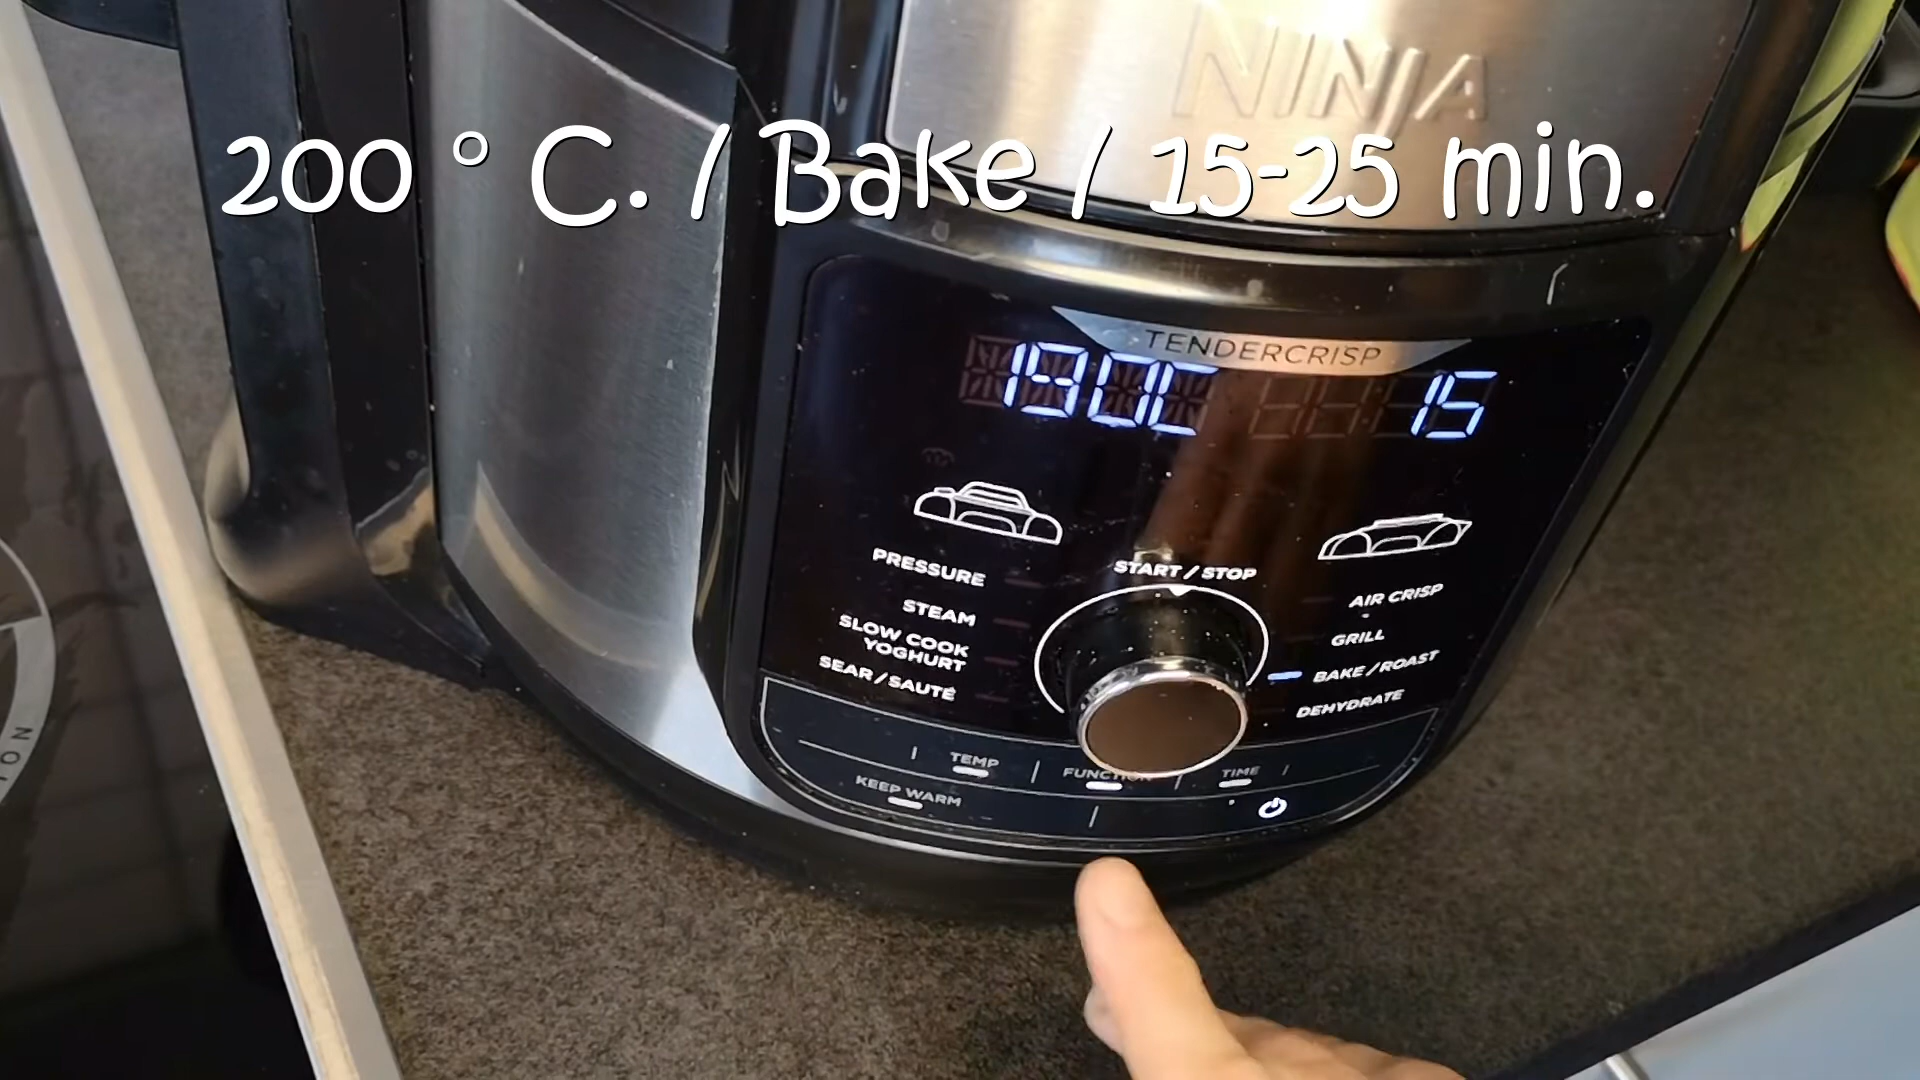 NINJA
200 ° C. / Bake / 15-25 min.
TENDERCRISP
190C 15
PRESSURE
STEAM
SLOW COOK
YOGHURT
SEAR / SAUTÉ
START / STOP
AIR CRISP
GRILL
BAKE / ROAST
DEHYDRATE
TEMP
FUNCTION
TIME
KEEP WARM